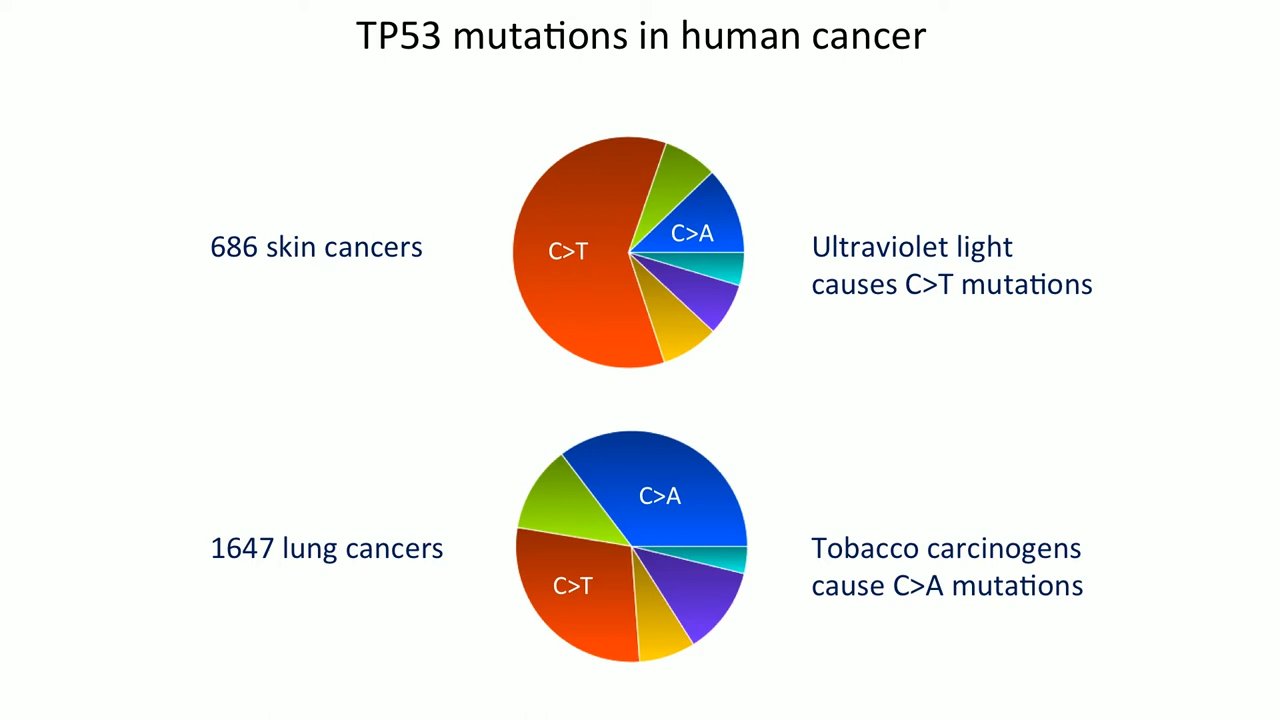 TP53 mutations in human cancer
686 skin cancers
C>T
C>A
Ultraviolet light
causes C>T mutations
1647 lung cancers
C>A
C>T
Tobacco carcinogens
cause C>A mutations